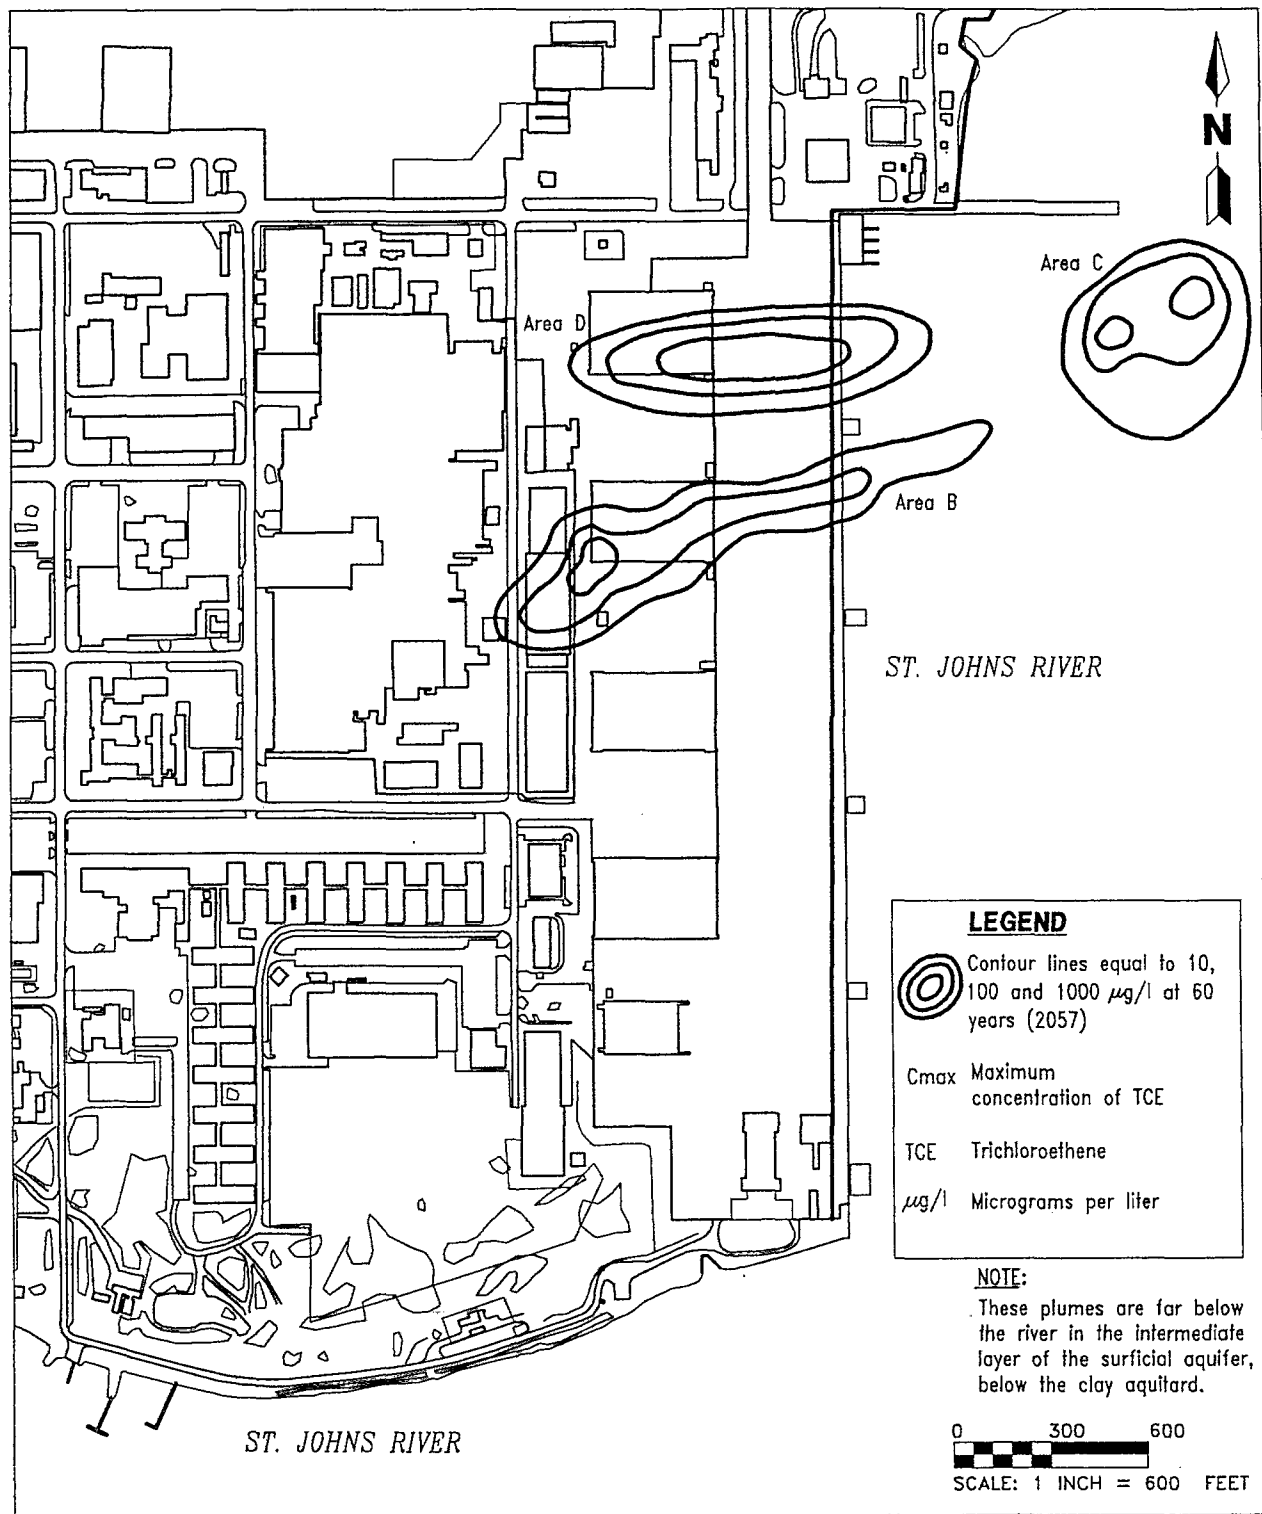 N
Area C
Area D
Area B
ST. JOHNS RIVER
LEGEND
Contour lines equal to 10,
100 and 1000 µg/l at 60
years (2057)
Cmax Maximum
concentration of TCE
TCE Trichloroethene
µg/l Micrograms per liter
NOTE:
These plumes are far below
the river in the intermediate
layer of the surficial aquifer,
below the clay aquitard.
0 300 600
SCALE: 1 INCH = 600 FEET
ST. JOHNS RIVER